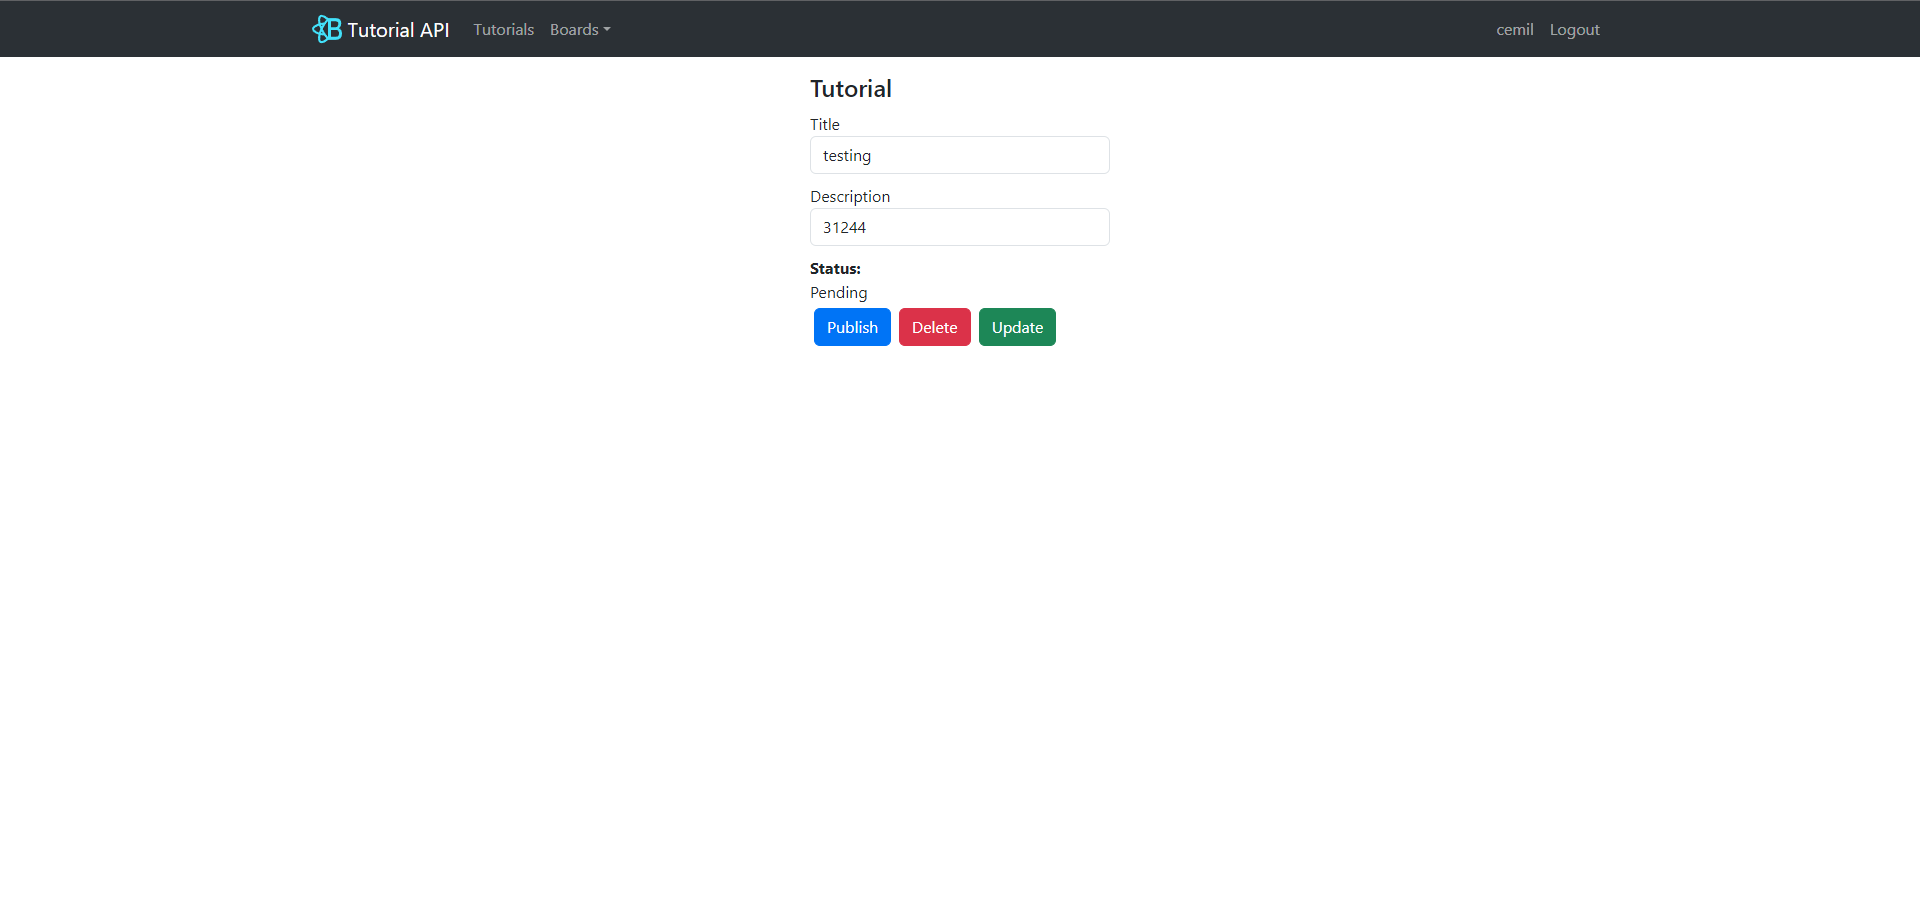 Tutorial API Tutorials Boards cemil Logout
Tutorial
Title
testing
Description
31244
Status:
Pending
Publish Delete Update